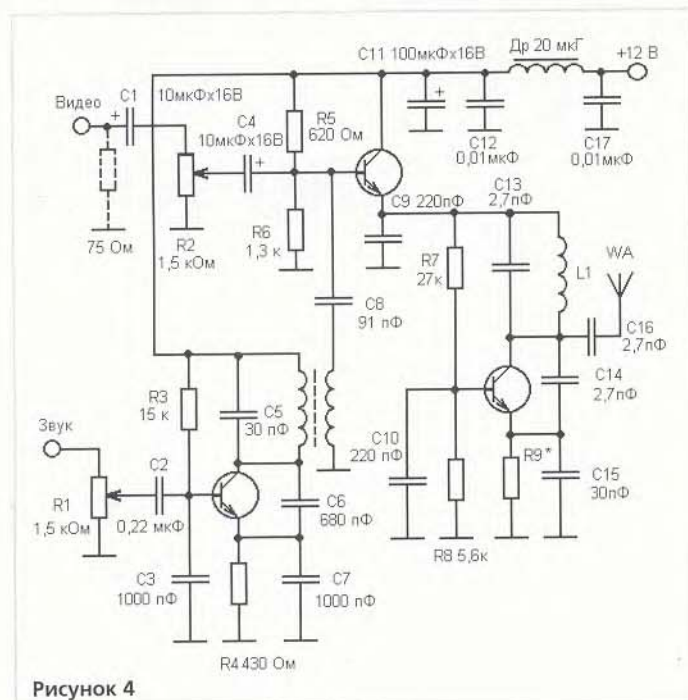 C11 100мкФх16В
Др 20 мкГ
+12 В
Видео
C1
10мкФх16В
C4
10мкФх16В
R5
620 Ом
C12
0,01мкФ
C17
0,01мкФ
75 Ом
R2
1,5 кОм
R6
1,3 к
C9 220пФ
C13
2,7пФ
R7
27к
L1
WA
C8
91 пФ
C16
2,7пФ
R3
15 к
C5
30 пФ
C14
2,7пФ
Звук
C10
220 пФ
R9*
R1
1,5 кОм
C2
0,22 мкФ
C6
680 пФ
C15
30пФ
R8 5,6к
C3
1000 пФ
C7
1000 пФ
R4 430 Ом
Рисунок 4